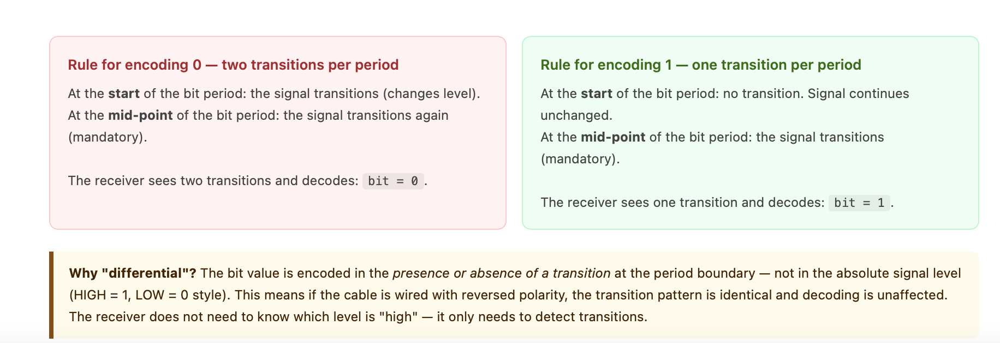 Rule for encoding 0 — two transitions per period
At the start of the bit period: the signal transitions (changes level).
At the mid-point of the bit period: the signal transitions again
(mandatory).
The receiver sees two transitions and decodes: bit = 0.
Rule for encoding 1 — one transition per period
At the start of the bit period: no transition. Signal continues
unchanged.
At the mid-point of the bit period: the signal transitions
(mandatory).
The receiver sees one transition and decodes: bit = 1.
Why "differential"? The bit value is encoded in the presence or absence of a transition at the period boundary — not in the absolute signal level
(HIGH = 1, LOW = 0 style). This means if the cable is wired with reversed polarity, the transition pattern is identical and decoding is unaffected.
The receiver does not need to know which level is "high" — it only needs to detect transitions.